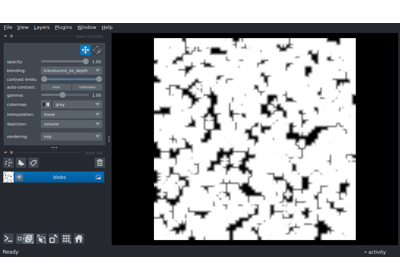 File View Layers Plugins Window Help
opacity: 1.00
blending: translucent_no_depth
contrast limits:
auto-contrast: once continuous
gamma: 1.00
colormap: gray
interpolation: linear
depiction: volume
rendering: mip
blobs
Ready
activity